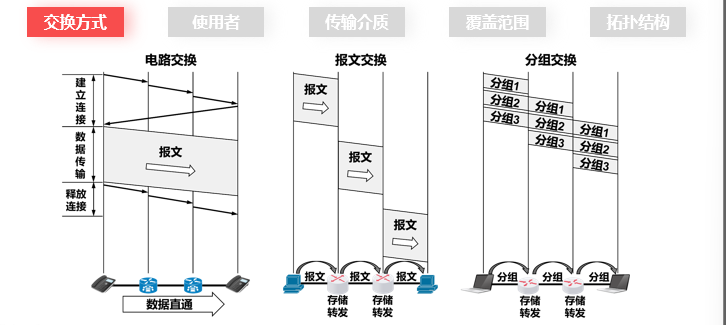 交换方式
使用者
传输介质
覆盖范围
拓扑结构
电路交换
报文交换
分组交换
建立连接
数据传输
释放连接
报文
数据直通
报文
报文
报文
报文
报文
报文
存储转发
存储转发
分组1
分组2
分组3
分组1
分组2
分组3
分组1
分组2
分组3
分组
分组
分组
存储转发
存储转发